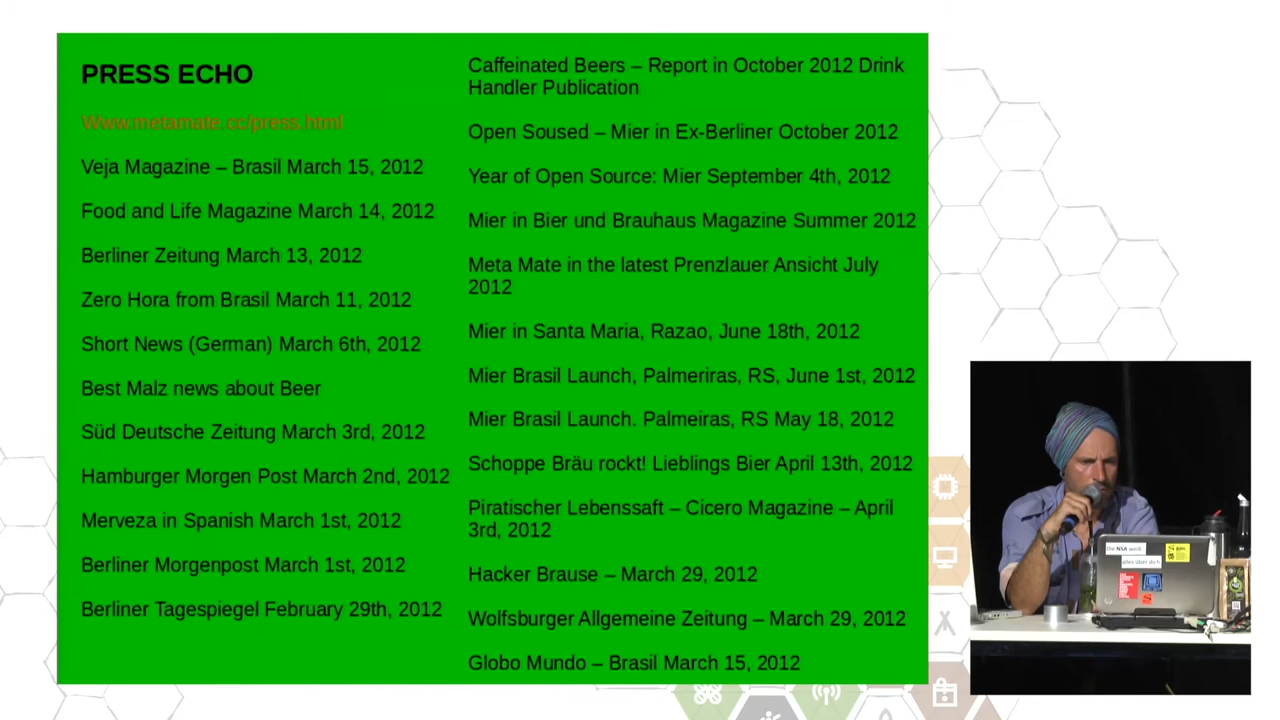 PRESS ECHO
Www.metamate.cc/press.html
Veja Magazine – Brasil March 15, 2012
Food and Life Magazine March 14, 2012
Berliner Zeitung March 13, 2012
Zero Hora from Brasil March 11, 2012
Short News (German) March 6th, 2012
Best Malz news about Beer
Süd Deutsche Zeitung March 3rd, 2012
Hamburger Morgen Post March 2nd, 2012
Merveza in Spanish March 1st, 2012
Berliner Morgenpost March 1st, 2012
Berliner Tagespiegel February 29th, 2012
Caffeinated Beers – Report in October 2012 Drink
Handler Publication
Open Soused – Mier in Ex-Berliner October 2012
Year of Open Source: Mier September 4th, 2012
Mier in Bier und Brauhaus Magazine Summer 2012
Meta Mate in the latest Prenzlauer Ansicht July
2012
Mier in Santa Maria, Razao, June 18th, 2012
Mier Brasil Launch, Palmeriras, RS, June 1st, 2012
Mier Brasil Launch. Palmeiras, RS May 18, 2012
Schoppe Bräu rockt! Lieblings Bier April 13th, 2012
Piratischer Lebenssaft – Cicero Magazine – April
3rd, 2012
Hacker Brause – March 29, 2012
Wolfsburger Allgemeine Zeitung – March 29, 2012
Globo Mundo – Brasil March 15, 2012
Die NSA weiß
alles über dich